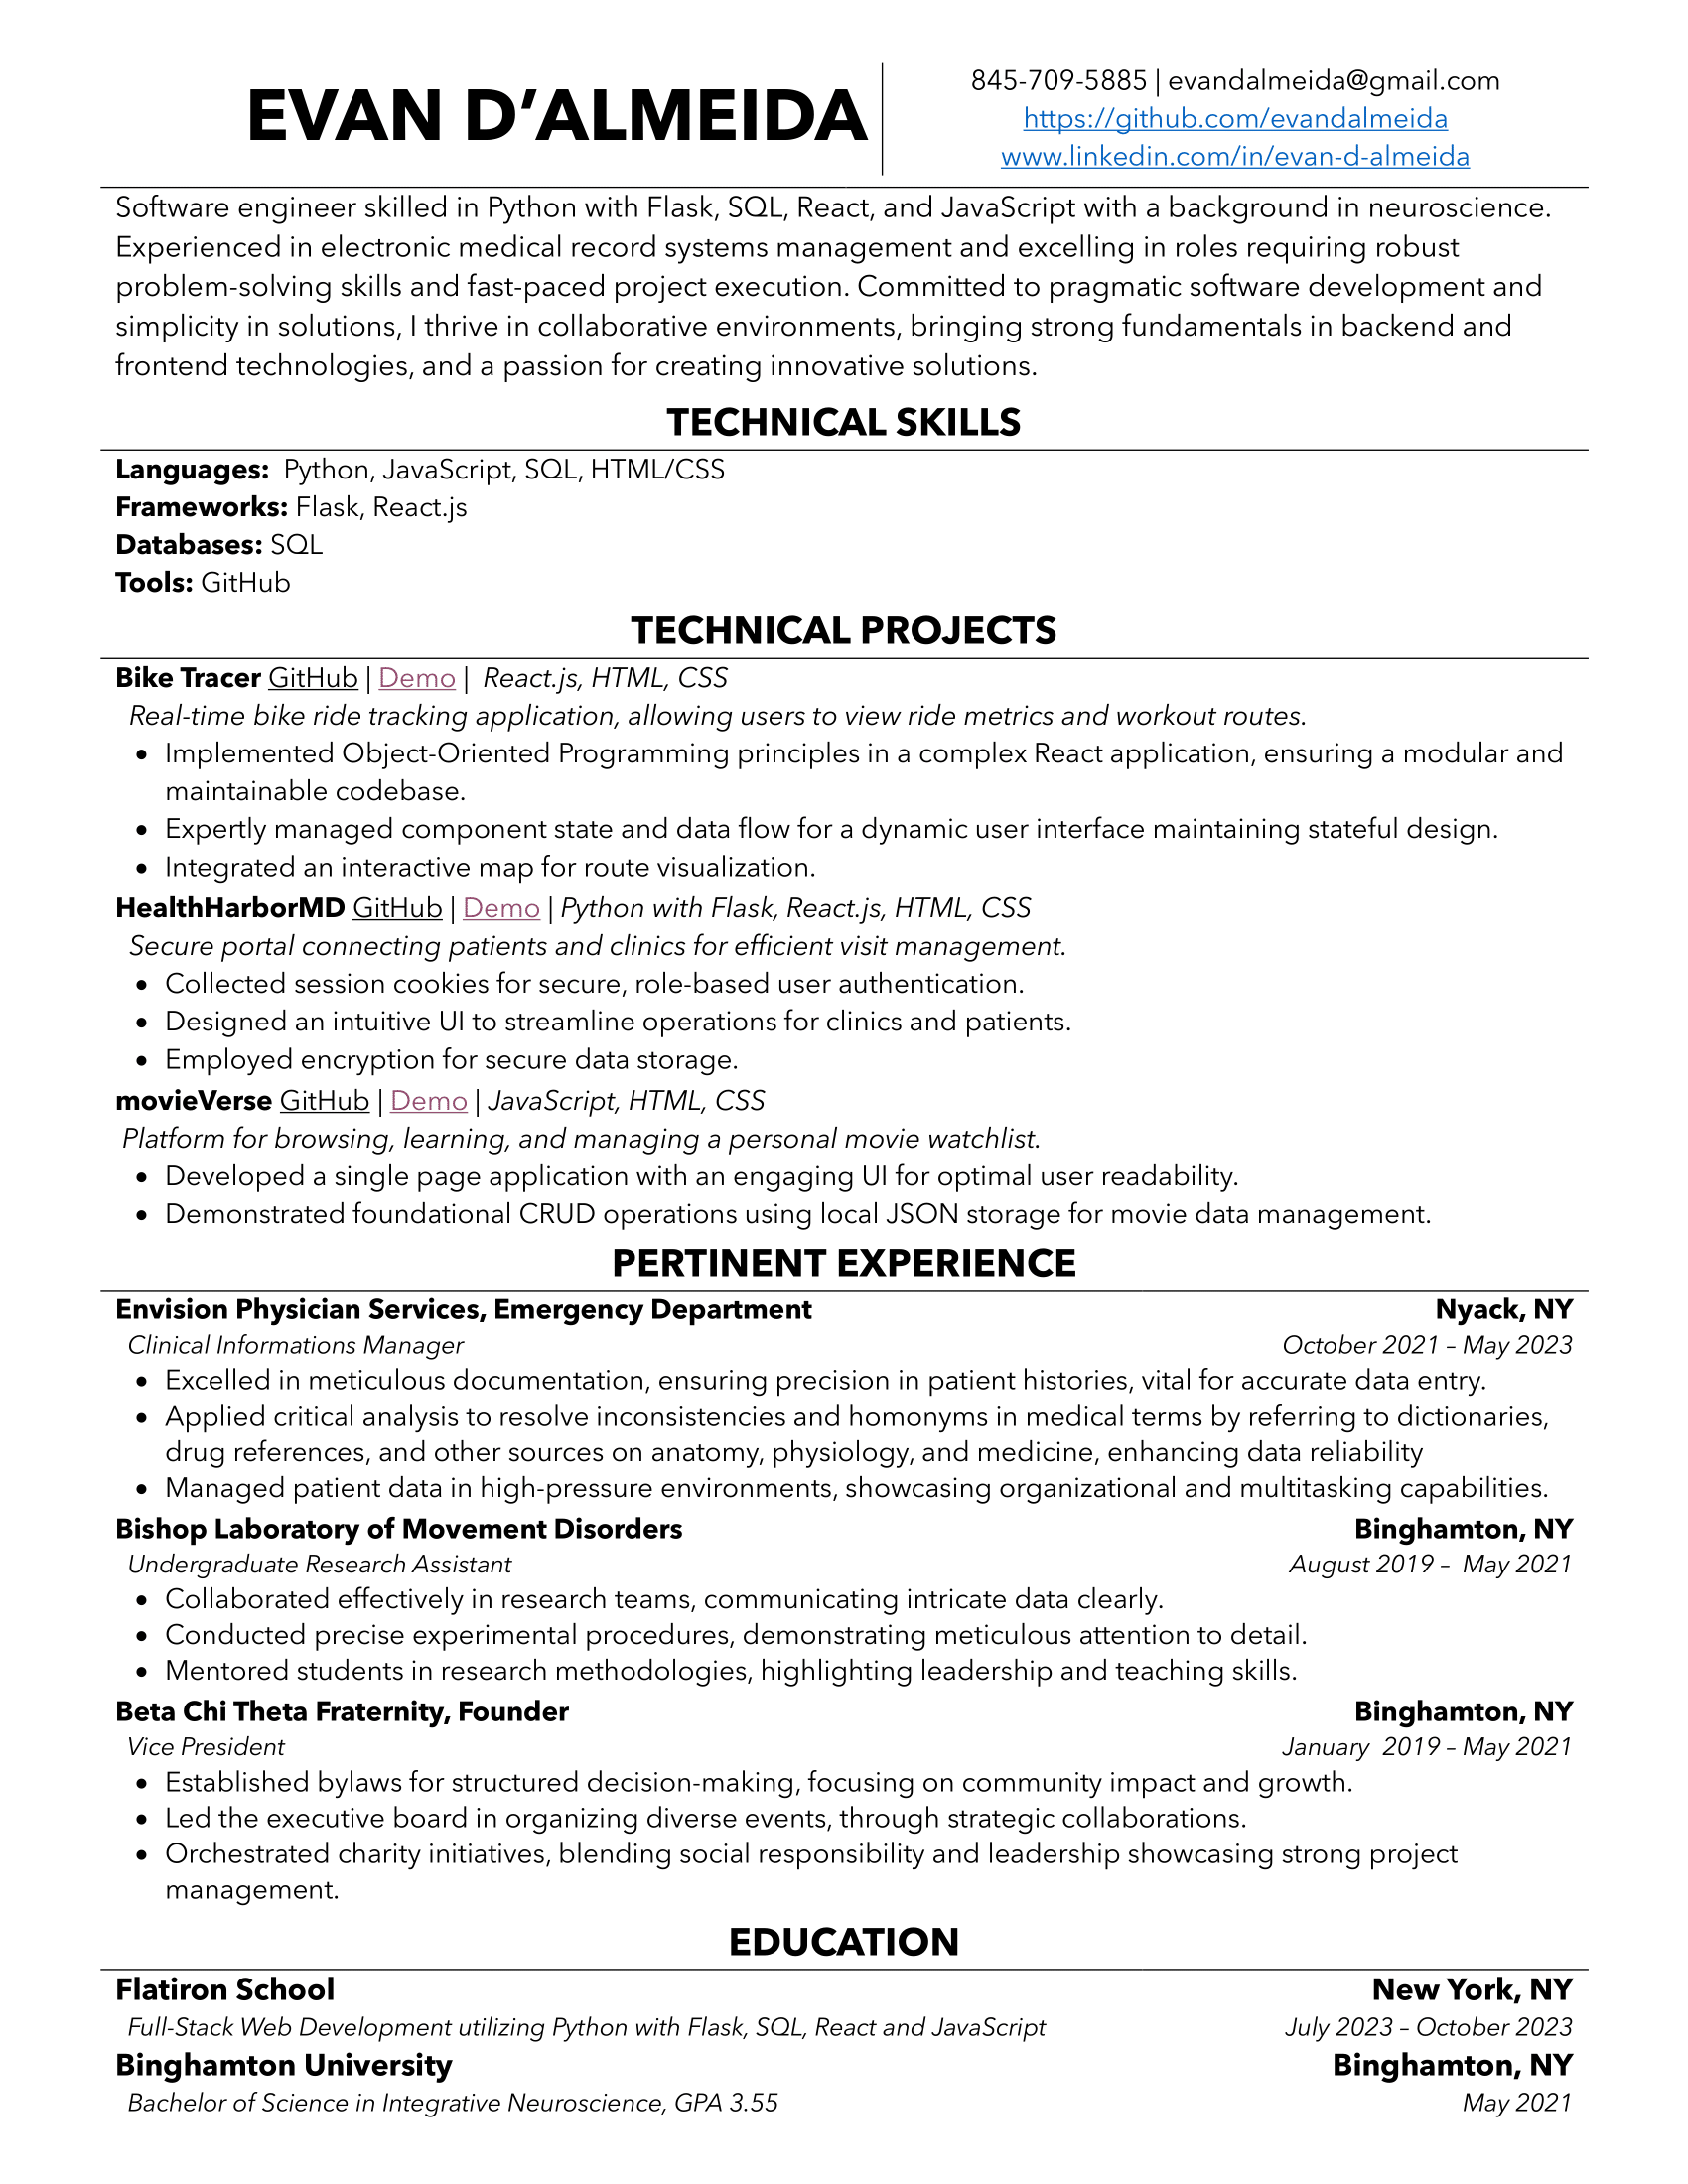 EVAN D’ALMEIDA
845-709-5885 | evandalmeida@gmail.com
https://github.com/evandalmeida
www.linkedin.com/in/evan-d-almeida
Software engineer skilled in Python with Flask, SQL, React, and JavaScript with a background in neuroscience.
Experienced in electronic medical record systems management and excelling in roles requiring robust
problem-solving skills and fast-paced project execution. Committed to pragmatic software development and
simplicity in solutions, I thrive in collaborative environments, bringing strong fundamentals in backend and
frontend technologies, and a passion for creating innovative solutions.
TECHNICAL SKILLS
Languages: Python, JavaScript, SQL, HTML/CSS
Frameworks: Flask, React.js
Databases: SQL
Tools: GitHub
TECHNICAL PROJECTS
Bike Tracer GitHub | Demo | React.js, HTML, CSS
Real-time bike ride tracking application, allowing users to view ride metrics and workout routes.
• Implemented Object-Oriented Programming principles in a complex React application, ensuring a modular and
maintainable codebase.
• Expertly managed component state and data flow for a dynamic user interface maintaining stateful design.
• Integrated an interactive map for route visualization.
HealthHarborMD GitHub | Demo | Python with Flask, React.js, HTML, CSS
Secure portal connecting patients and clinics for efficient visit management.
• Collected session cookies for secure, role-based user authentication.
• Designed an intuitive UI to streamline operations for clinics and patients.
• Employed encryption for secure data storage.
movieVerse GitHub | Demo | JavaScript, HTML, CSS
Platform for browsing, learning, and managing a personal movie watchlist.
• Developed a single page application with an engaging UI for optimal user readability.
• Demonstrated foundational CRUD operations using local JSON storage for movie data management.
PERTINENT EXPERIENCE
Envision Physician Services, Emergency Department Nyack, NY
Clinical Informations Manager October 2021 – May 2023
• Excelled in meticulous documentation, ensuring precision in patient histories, vital for accurate data entry.
• Applied critical analysis to resolve inconsistencies and homonyms in medical terms by referring to dictionaries,
drug references, and other sources on anatomy, physiology, and medicine, enhancing data reliability
• Managed patient data in high-pressure environments, showcasing organizational and multitasking capabilities.
Bishop Laboratory of Movement Disorders Binghamton, NY
Undergraduate Research Assistant August 2019 – May 2021
• Collaborated effectively in research teams, communicating intricate data clearly.
• Conducted precise experimental procedures, demonstrating meticulous attention to detail.
• Mentored students in research methodologies, highlighting leadership and teaching skills.
Beta Chi Theta Fraternity, Founder Binghamton, NY
Vice President January 2019 – May 2021
• Established bylaws for structured decision-making, focusing on community impact and growth.
• Led the executive board in organizing diverse events, through strategic collaborations.
• Orchestrated charity initiatives, blending social responsibility and leadership showcasing strong project
management.
EDUCATION
Flatiron School New York, NY
Full-Stack Web Development utilizing Python with Flask, SQL, React and JavaScript July 2023 – October 2023
Binghamton University Binghamton, NY
Bachelor of Science in Integrative Neuroscience, GPA 3.55 May 2021